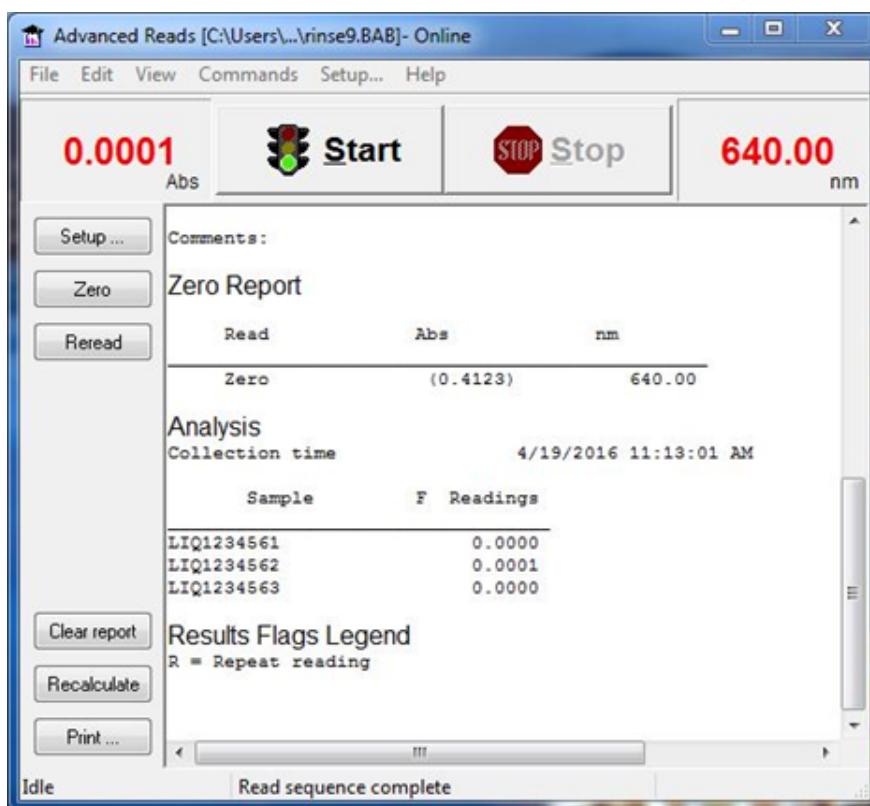 Advanced Reads [C:\Users\...\rinse9.BAB]- Online
File Edit View Commands Setup... Help
0.0001
Abs
Start
STOP Stop
640.00
nm
Setup ...
Zero
Reread
Comments:
Zero Report
Read Abs nm
Zero (0.4123) 640.00
Analysis
Collection time 4/19/2016 11:13:01 AM
Sample F Readings
LIQ1234561 0.0000
LIQ1234562 0.0001
LIQ1234563 0.0000
Results Flags Legend
R = Repeat reading
Clear report
Recalculate
Print ...
Idle Read sequence complete